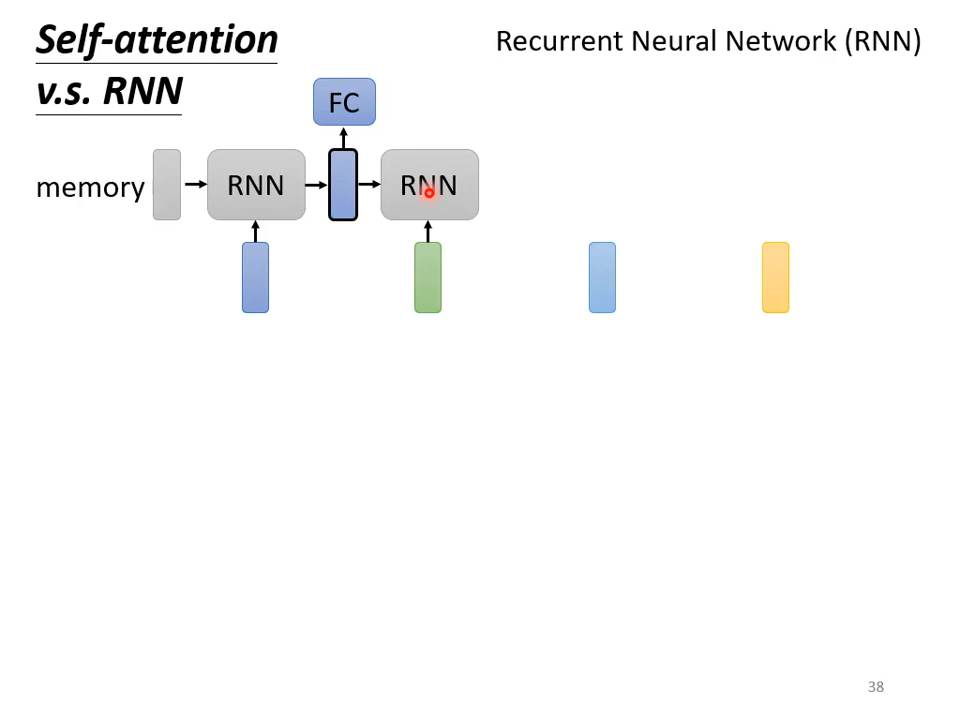 Self-attention
v.s. RNN
Recurrent Neural Network (RNN)
FC
memory
RNN
RNN
38